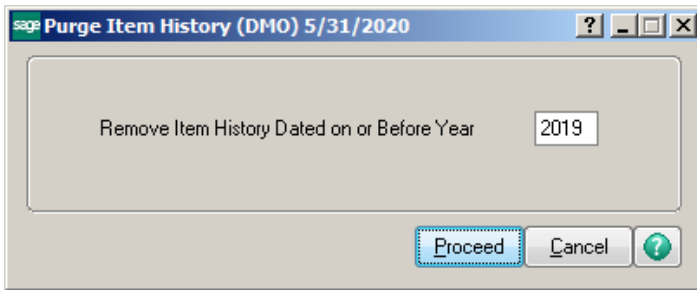 sage Purge Item History (DMO) 5/31/2020
Remove Item History Dated on or Before Year 2019
Proceed Cancel